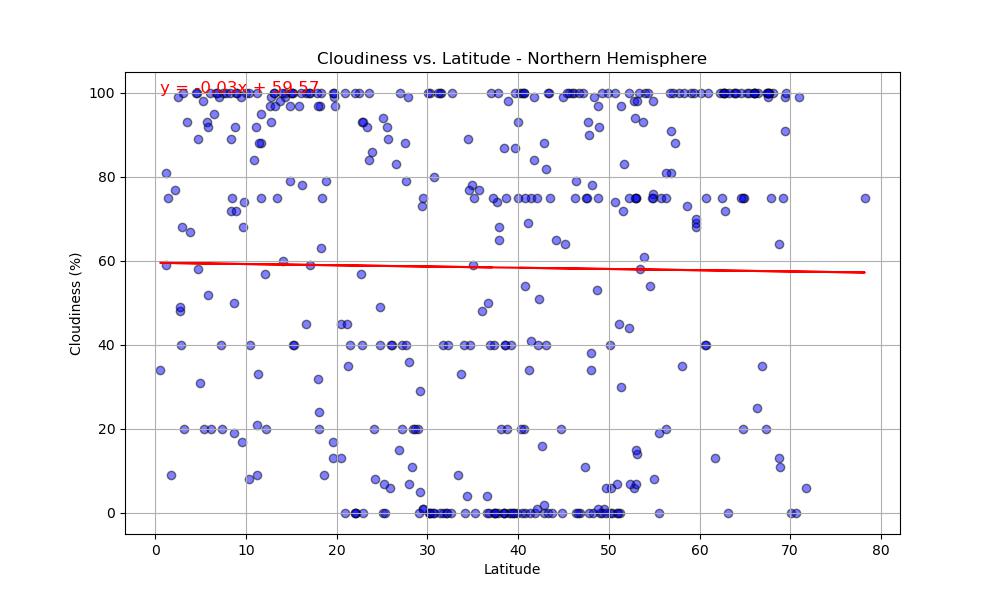 Cloudiness vs. Latitude - Northern Hemisphere
y = -0.03x + 59.57
100
80
60
40
20
0
Cloudiness (%)
0 10 20 30 40 50 60 70 80
Latitude